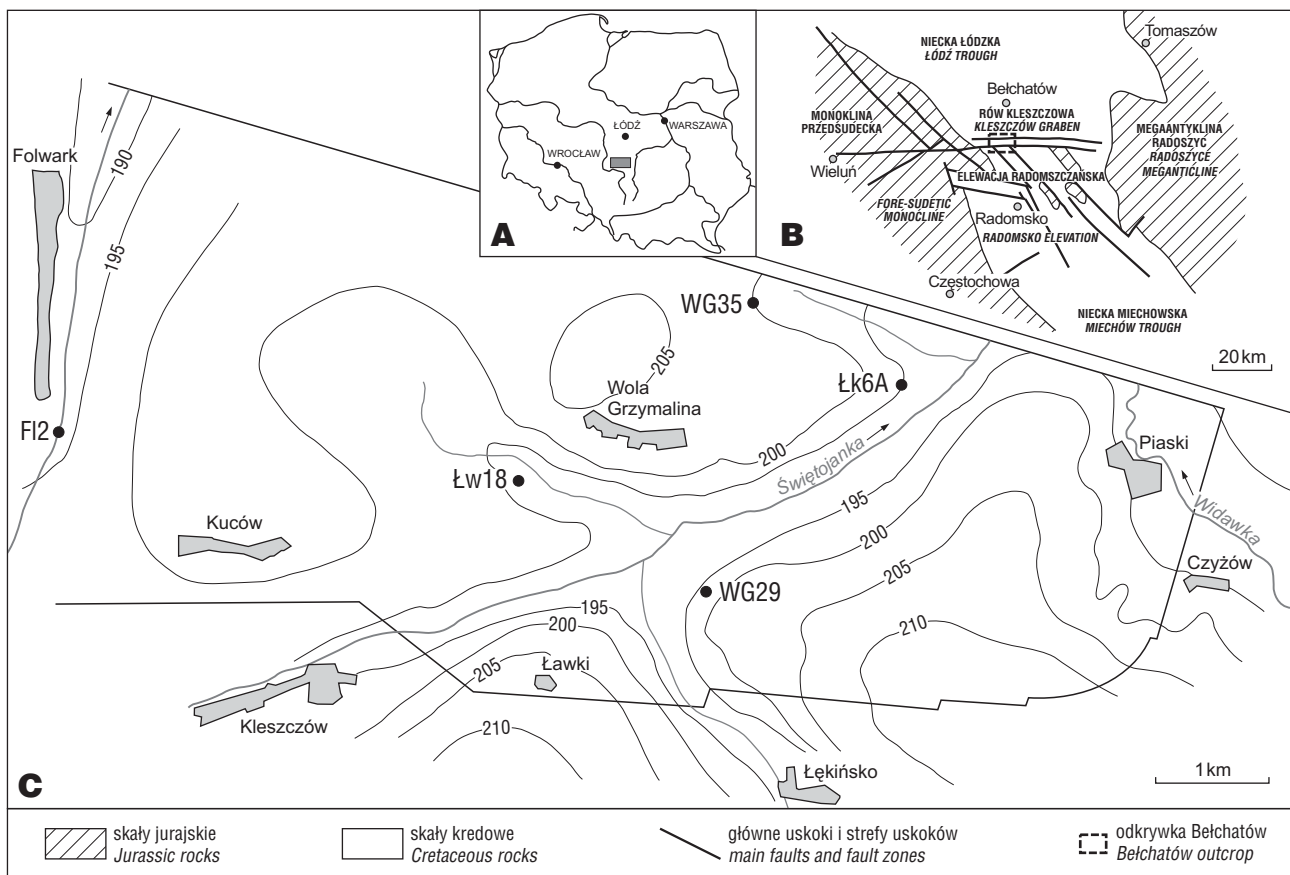 A
ŁÓDŹ
WARSZAWA
WROCŁAW
B
NIECKA ŁÓDZKA
ŁÓDŹ TROUGH
Tomaszów
Bełchatów
MONOKLINA
PRZEDSUDECKA
RÓW KLESZCZOWA
KLESZCZÓW GRABEN
MEGAANTYKLINA
RADOSZYC
RADOSZYCE
MEGANTICLINE
Wieluń
ELEWACJA RADOMSZCZAŃSKA
FORE-SUDETIC
MONOCLINE
Radomsko
RADOMSKO ELEVATION
Częstochowa
NIECKA MIECHOWSKA
MIECHÓW TROUGH
20 km
Folwark
190
195
Fl2
WG35
205
Wola
Grzymalina
Łk6A
200
Łw18
Świętojanka
Piaski
Widawka
Kuców
195
200
205
Czyżów
WG29
210
195
200
205
Ławki
Kleszczów
210
Łękińsko
C
1 km
skały jurajskie
Jurassic rocks
skały kredowe
Cretaceous rocks
główne uskoki i strefy uskoków
main faults and fault zones
odkrywka Bełchatów
Bełchatów outcrop